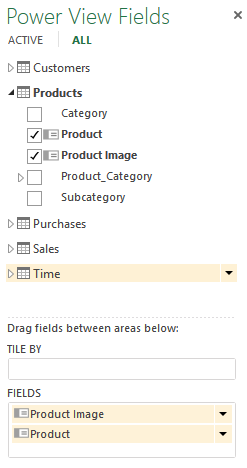 Power View Fields
ACTIVE ALL
Customers
Products
Category
Product
Product Image
Product_Category
Subcategory
Purchases
Sales
Time
Drag fields between areas below:
TILE BY
FIELDS
Product Image
Product